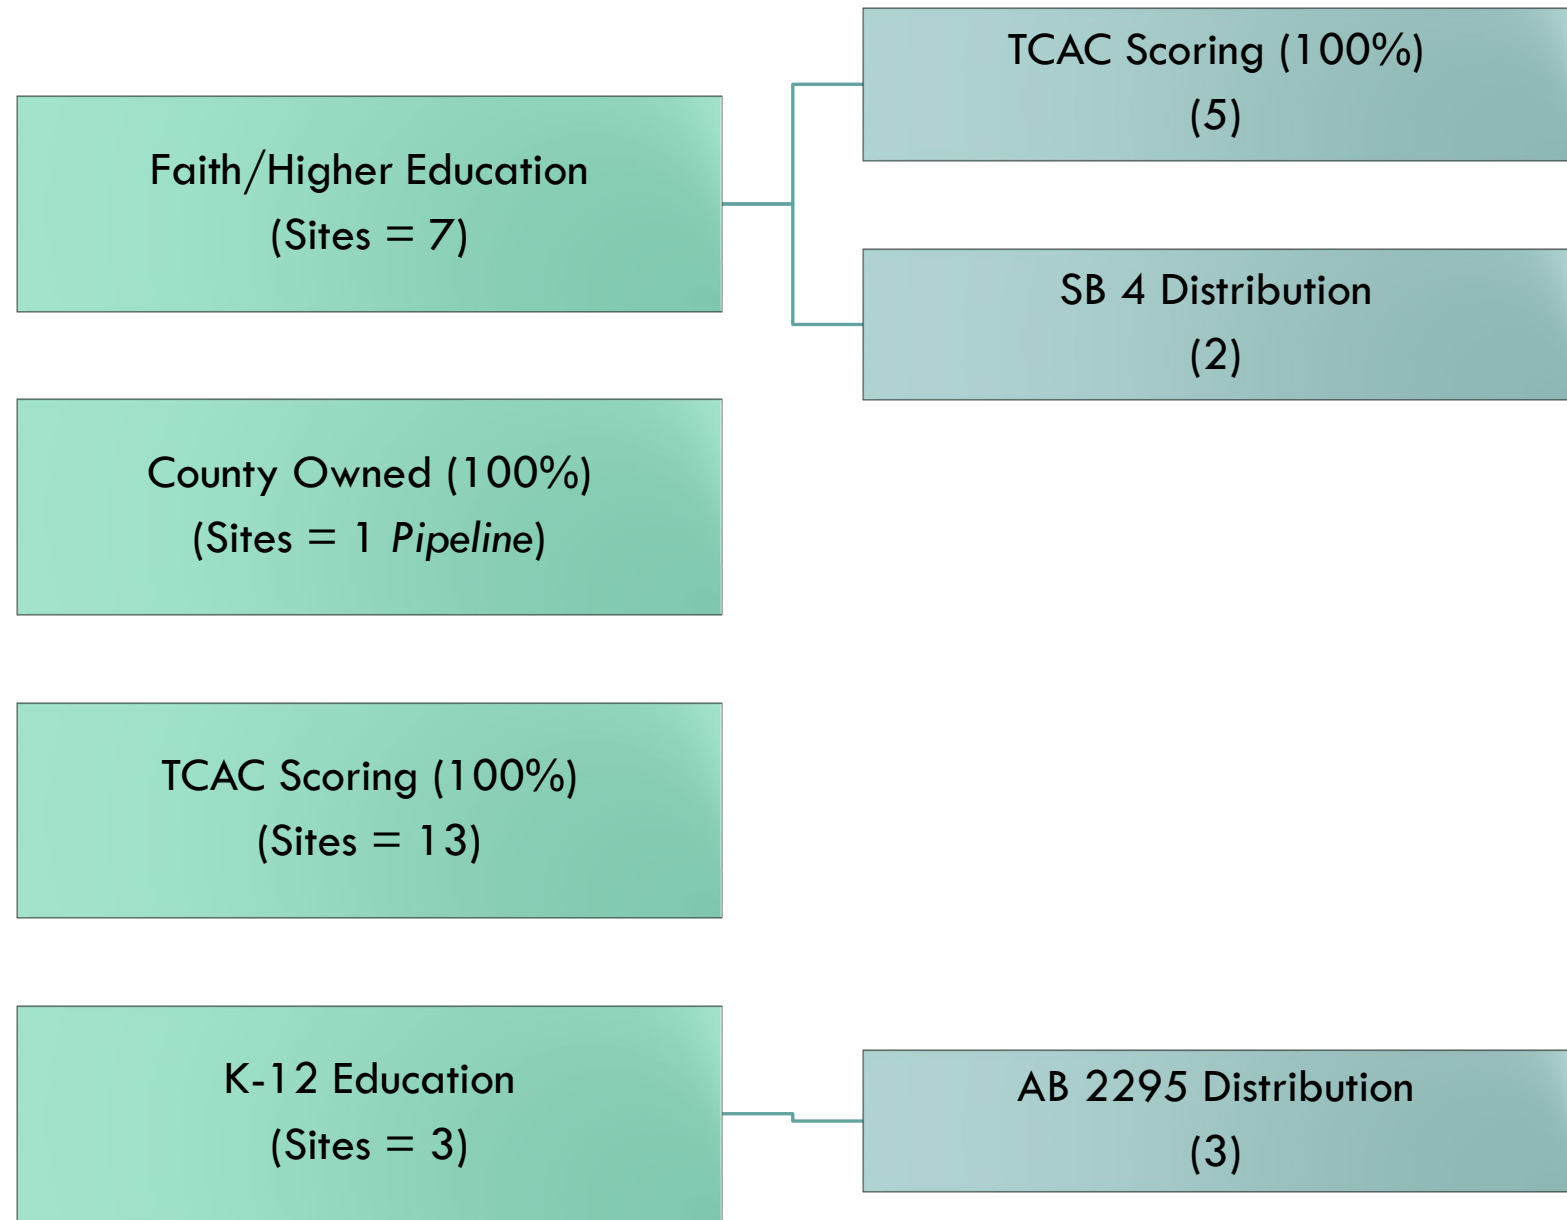 Faith/Higher Education
(Sites = 7)
TCAC Scoring (100%)
(5)
SB 4 Distribution
(2)
County Owned (100%)
(Sites = 1 Pipeline)
TCAC Scoring (100%)
(Sites = 13)
K-12 Education
(Sites = 3)
AB 2295 Distribution
(3)